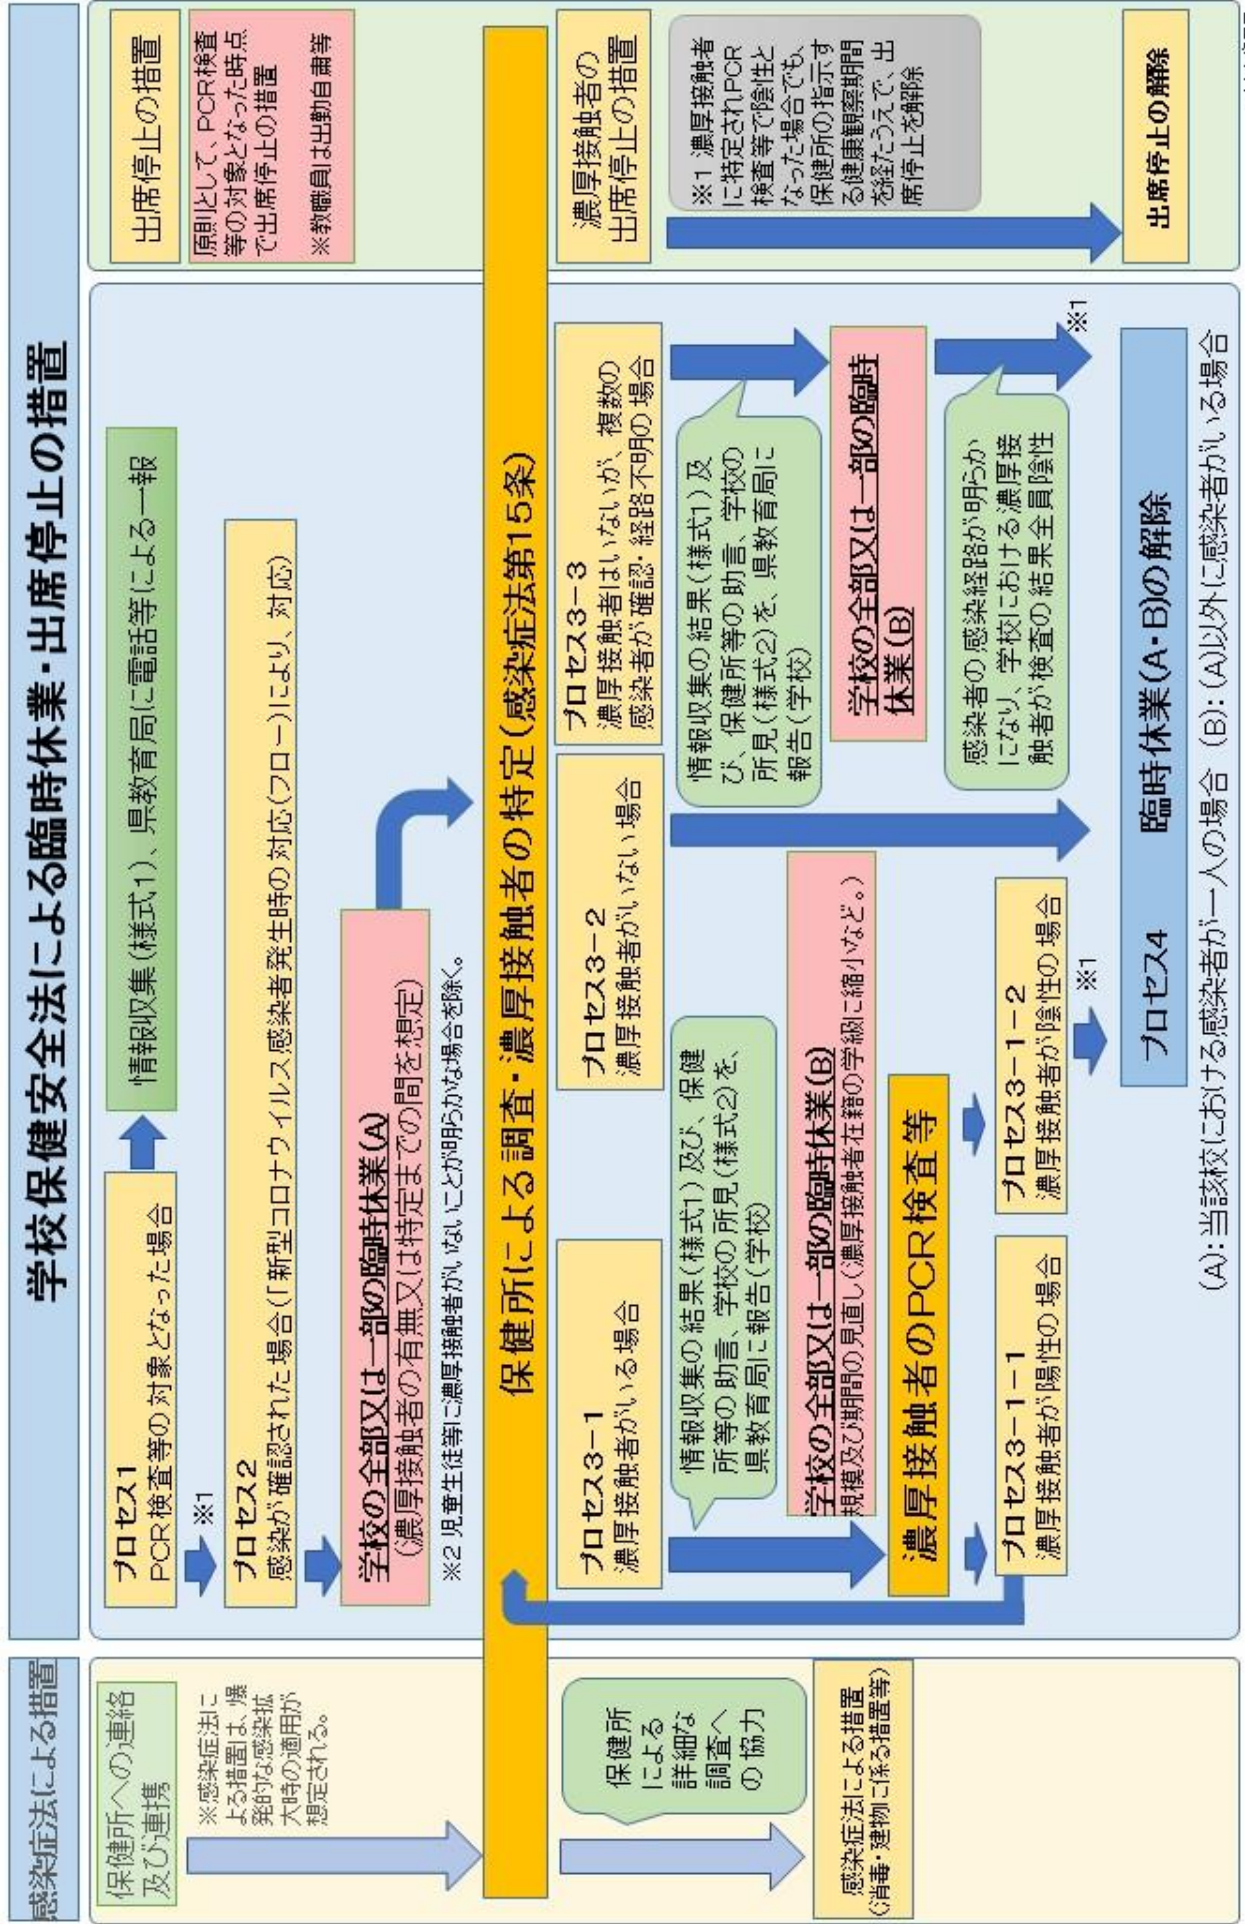 感染症法による措置
学校保健安全法による臨時休業・出席停止の措置
保健所への連絡
及び連携
※感染症法に
よる措置は、爆
発的な感染拡
大時の適用が
想定される。
プロセス1
PCR検査等の対象となった場合
情報収集(様式1)、県教育局に電話等による一報
※1
プロセス2
感染が確認された場合(「新型コロナウイルス感染者発生時の対応(フロー)により、対応)
学校の全部又は一部の臨時休業(A)
(濃厚接触者の有無又は特定までの間を想定)
※2 児童生徒等に濃厚接触者がいないことが明らかな場合を除く。
出席停止の措置
原則として、PCR検査
等の対象となった時点
で出席停止の措置
※教職員は出勤自粛等
保健所による調査・濃厚接触者の特定(感染症法第15条)
保健所
による
詳細な
調査へ
の協力
感染症法による措置
(消毒・建物に係る措置等)
プロセス3-1
濃厚接触者がいる場合
情報収集の結果(様式1)及び、保健
所等の助言、学校の所見(様式2)を、
県教育局に報告(学校)
学校の全部又は一部の臨時休業(B)
規模及び期間の見直し(濃厚接触者在籍の学級に縮小など。)
濃厚接触者のPCR検査等
プロセス3-1-1
濃厚接触者が陽性の場合
プロセス3-1-2
濃厚接触者が陰性の場合
※1
プロセス3-2
濃厚接触者がいない場合
プロセス3-3
濃厚接触者はいないが、複数の
感染者が確認・経路不明の場合
情報収集の結果(様式1)及
び、保健所等の助言、学校の
所見(様式2)を、県教育局に
報告(学校)
学校の全部又は一部の臨時
休業(B)
感染者の感染経路が明らか
になり、学校における濃厚接
触者が検査の結果全員陰性
※1
プロセス4 臨時休業(A・B)の解除
(A):当該校における感染者が一人の場合 (B):(A)以外に感染者がいる場合
濃厚接触者の
出席停止の措置
※1 濃厚接触者
に特定されPCR
検査等で陰性と
なった場合でも、
保健所の指示す
る健康観察期間
を経たうえで、出
席停止を解除
出席停止の解除